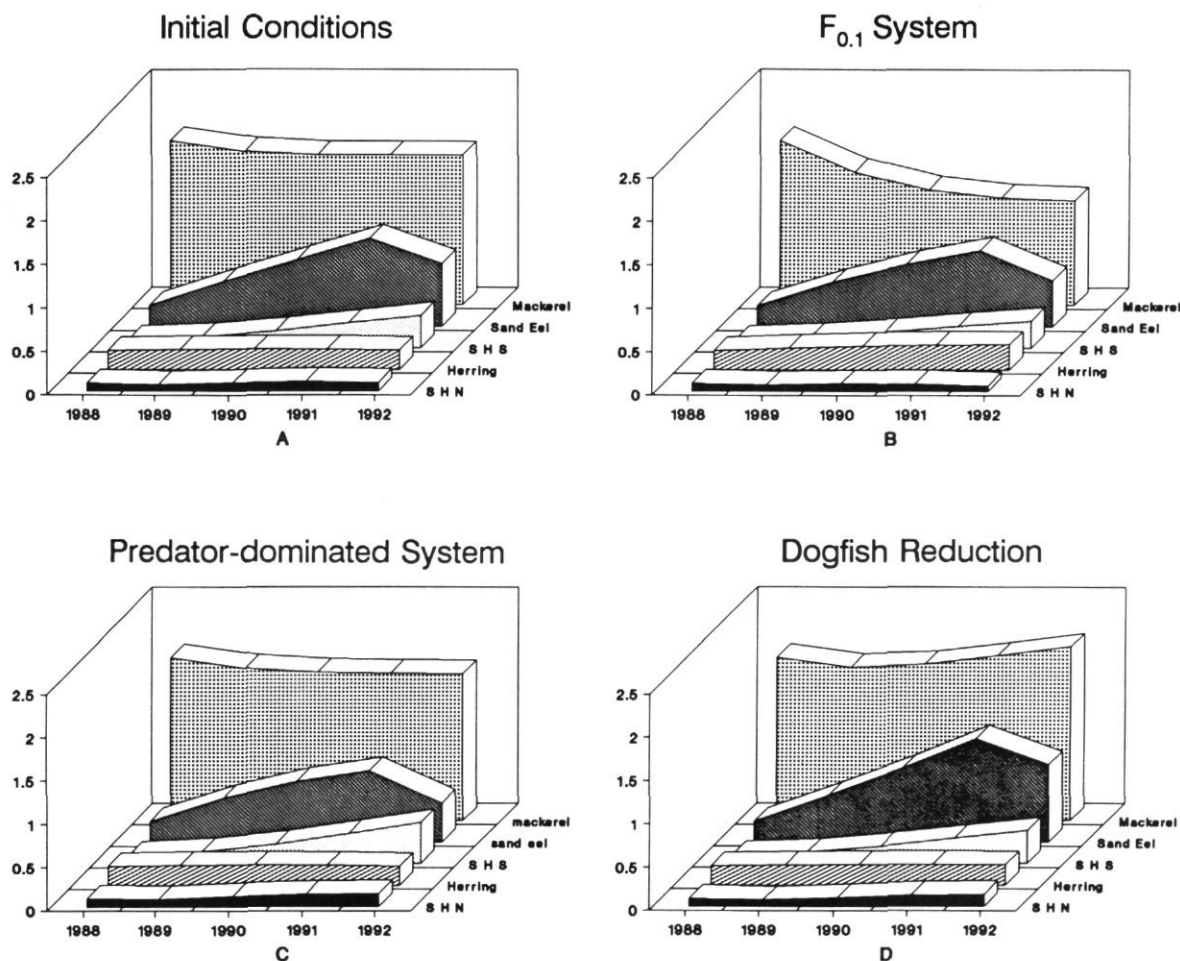 Initial Conditions
2.5
2
1.5
1
0.5
0
Mackerel
Sand Eel
S H S
Herring
S H N
1988 1989 1990 1991 1992
A
F0.1 System
2.5
2
1.5
1
0.5
0
Mackerel
Sand Eel
S H S
Herring
S H N
1988 1989 1990 1991 1992
B
Predator-dominated System
2.5
2
1.5
1
0.5
0
mackerel
sand eel
S H S
Herring
S H N
1988 1989 1990 1991 1992
C
Dogfish Reduction
2.5
2
1.5
1
0.5
0
Mackerel
Sand Eel
S H S
Herring
S H N
1988 1989 1990 1991 1992
D